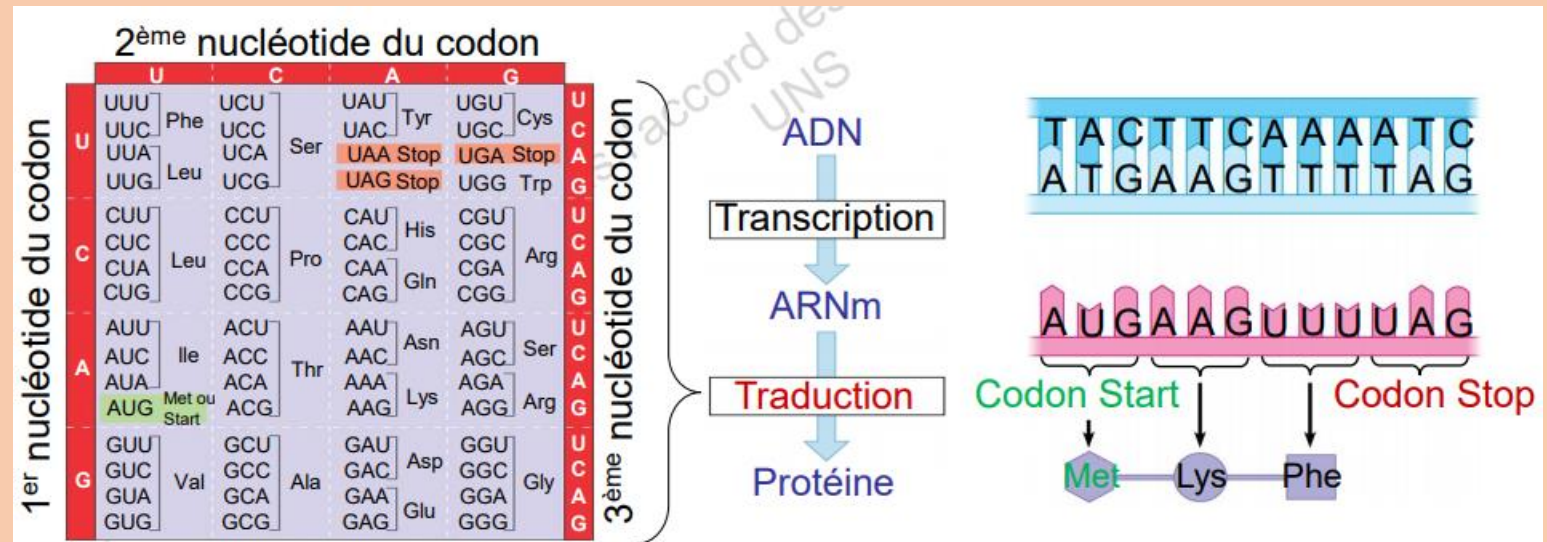 accord des
UNS
2ème nucléotide du codon
U C A G
1er nucléotide du codon
U
UUU
UUC
Phe
UUA
UUG
Leu
UCU
UCC
UCA
UCG
Ser
UAU
UAC
Tyr
UAA Stop
UAG Stop
UGU
UGC
Cys
UGA Stop
UGG Trp
U
C
A
G
C
CUU
CUC
CUA
CUG
Leu
CCU
CCC
CCA
CCG
Pro
CAU
CAC
His
CAA
CAG
Gln
CGU
CGC
CGA
CGG
Arg
U
C
A
G
A
AUU
AUC
AUA
Ile
AUG Met ou
Start
ACU
ACC
ACA
ACG
Thr
AAU
AAC
Asn
AAA
AAG
Lys
AGU
AGC
Ser
AGA
AGG
Arg
U
C
A
G
G
GUU
GUC
GUA
GUG
Val
GCU
GCC
GCA
GCG
Ala
GAU
GAC
Asp
GAA
GAG
Glu
GGU
GGC
GGA
GGG
Gly
U
C
A
G
3ème nucléotide du codon
ADN
Transcription
ARNm
Traduction
Protéine
TACTTCAAAATC
ATGAAGTTTTAG
AUGAAGUUUUAG
Codon Start
Codon Stop
Met Lys Phe